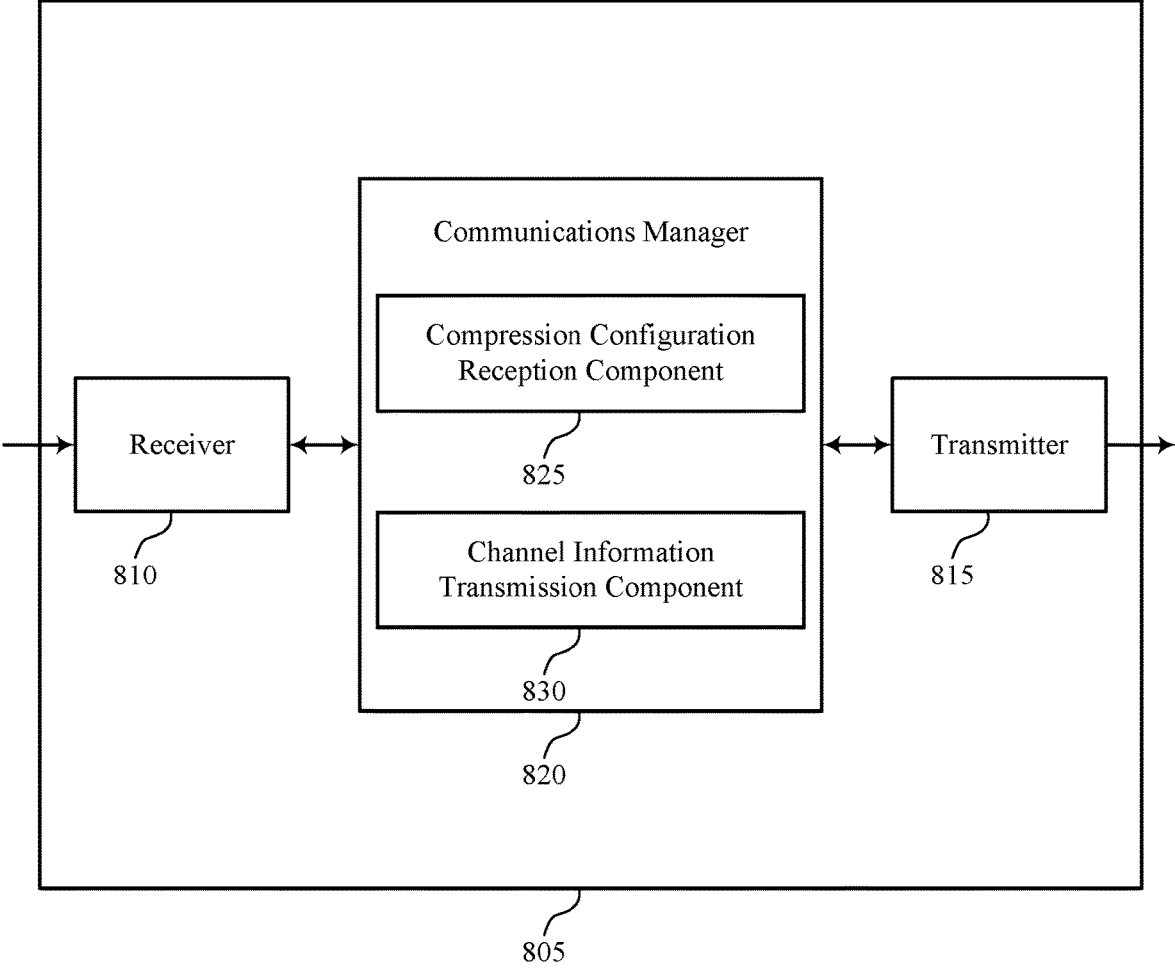 Communications Manager
Compression Configuration
Reception Component
825
Receiver
810
Transmitter
815
Channel Information
Transmission Component
830
820
805